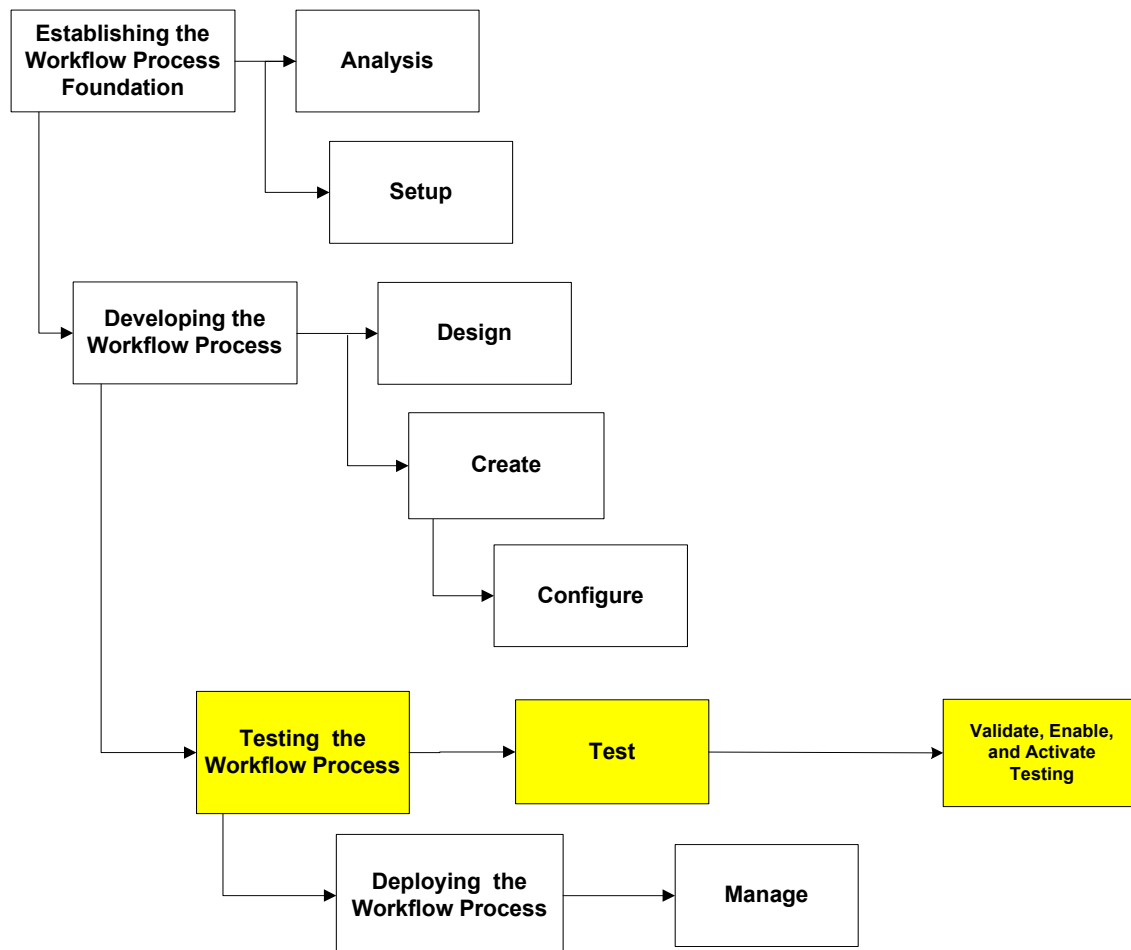 Establishing the
Workflow Process
Foundation
Analysis
Setup
Developing the
Workflow Process
Design
Create
Configure
Testing the
Workflow Process
Test
Validate, Enable,
and Activate
Testing
Deploying the
Workflow Process
Manage